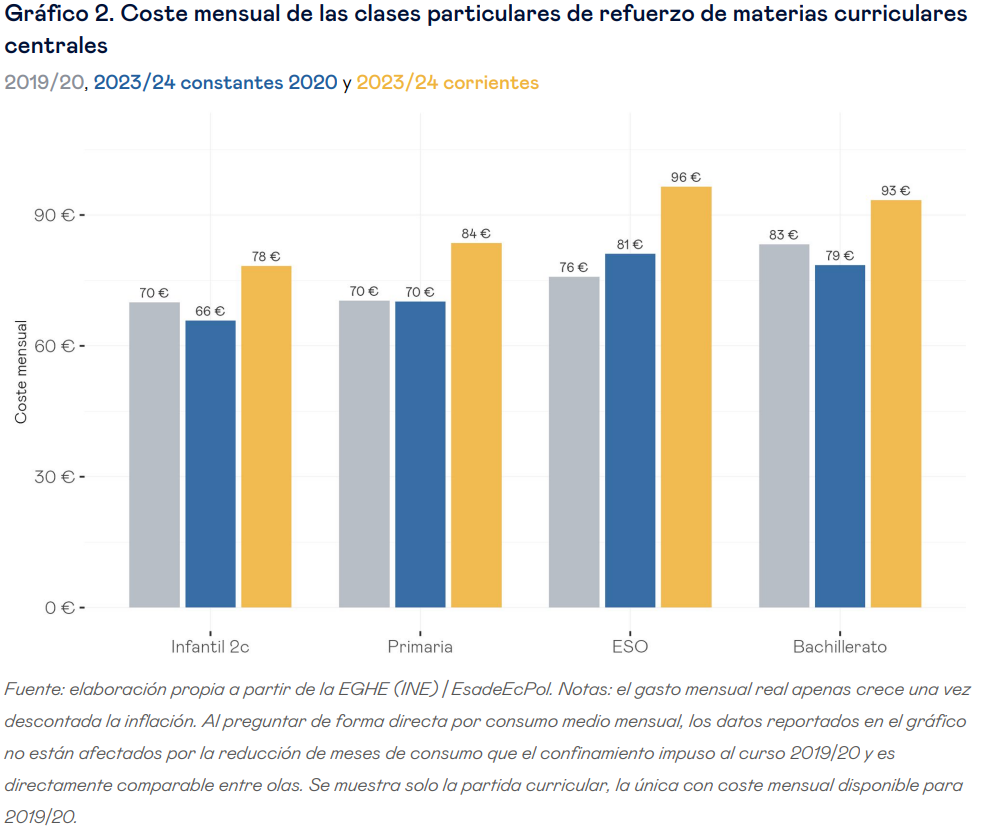 Gráfico 2. Coste mensual de las clases particulares de refuerzo de materias curriculares
centrales
2019/20, 2023/24 constantes 2020 y 2023/24 corrientes
96 €
93 €
90 €
84 €
83 €
81 €
79 €
78 €
76 €
70 €
70 €
70 €
66 €
60 €
30 €
0 €
Coste mensual
Infantil 2c
Primaria
ESO
Bachillerato
Fuente: elaboración propia a partir de la EGHE (INE) | EsadeEcPol. Notas: el gasto mensual real apenas crece una vez
descontada la inflación. Al preguntar de forma directa por consumo medio mensual, los datos reportados en el gráfico
no están afectados por la reducción de meses de consumo que el confinamiento impuso al curso 2019/20 y es
directamente comparable entre olas. Se muestra solo la partida curricular, la única con coste mensual disponible para
2019/20.